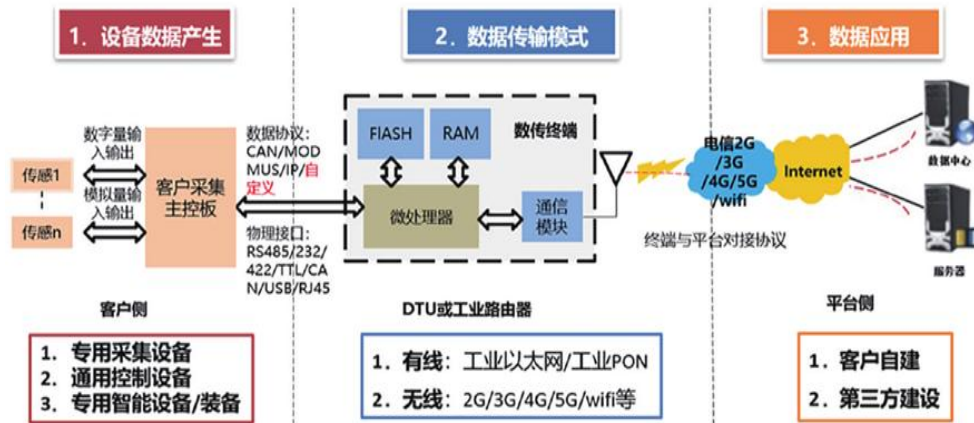 1. 设备数据产生
2. 数据传输模式
3. 数据应用
数字量输
入输出
传感1
模拟量输
入输出
传感n
客户采集
主控板
数据协议：
CAN/MOD
MUS/IP/自
定义
物理接口：
RS485/232/
422/TTL/CA
N/USB/RJ45
FlASH
RAM
数传终端
微处理器
通信
模块
电信2G
/3G
/4G/5G
/wifi
Internet
终端与平台对接协议
数据中心
服务器
客户侧
DTU或工业路由器
平台侧
1. 专用采集设备
2. 通用控制设备
3. 专用智能设备/装备
1. 有线：工业以太网/工业PON
2. 无线：2G/3G/4G/5G/wifi等
1. 客户自建
2. 第三方建设